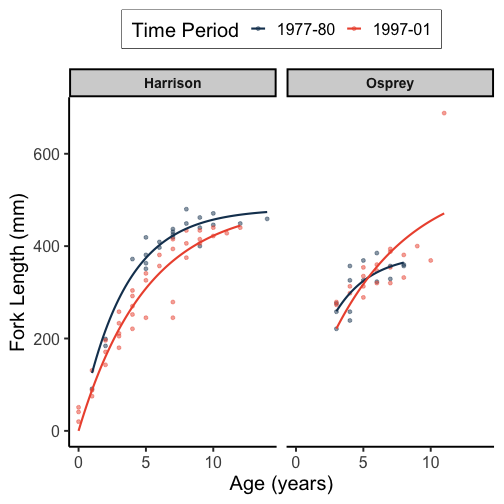 Time Period 1977-80 1997-01
Harrison Osprey
Fork Length (mm)
600
400
200
0
0 5 10 0 5 10
Age (years)